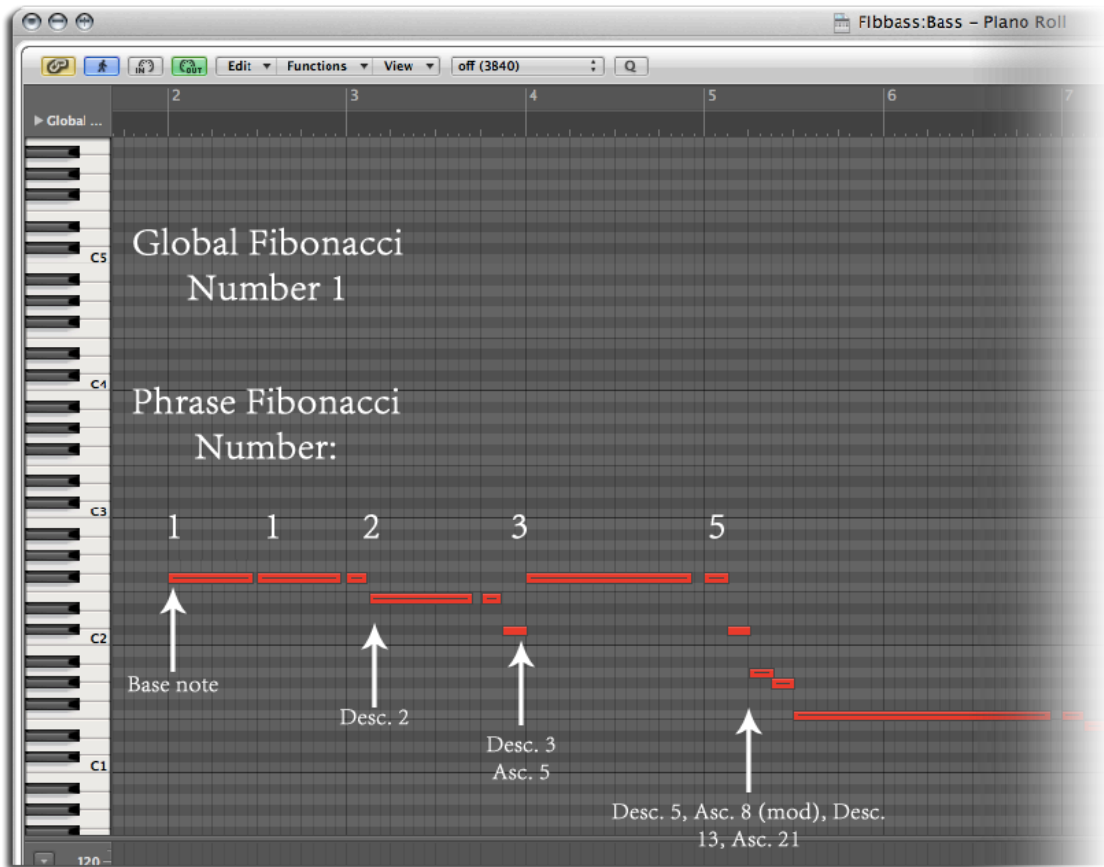 FIbbass:Bass – Piano Roll
IN OUT Edit Functions View off (3840) Q
2 3 4 5 6 7
Global ...
C5
Global Fibonacci
Number 1
C4
Phrase Fibonacci
Number:
C3
1 1 2 3 5
C2
Base note
Desc. 2
Desc. 3
Asc. 5
C1
Desc. 5, Asc. 8 (mod), Desc.
13, Asc. 21
120